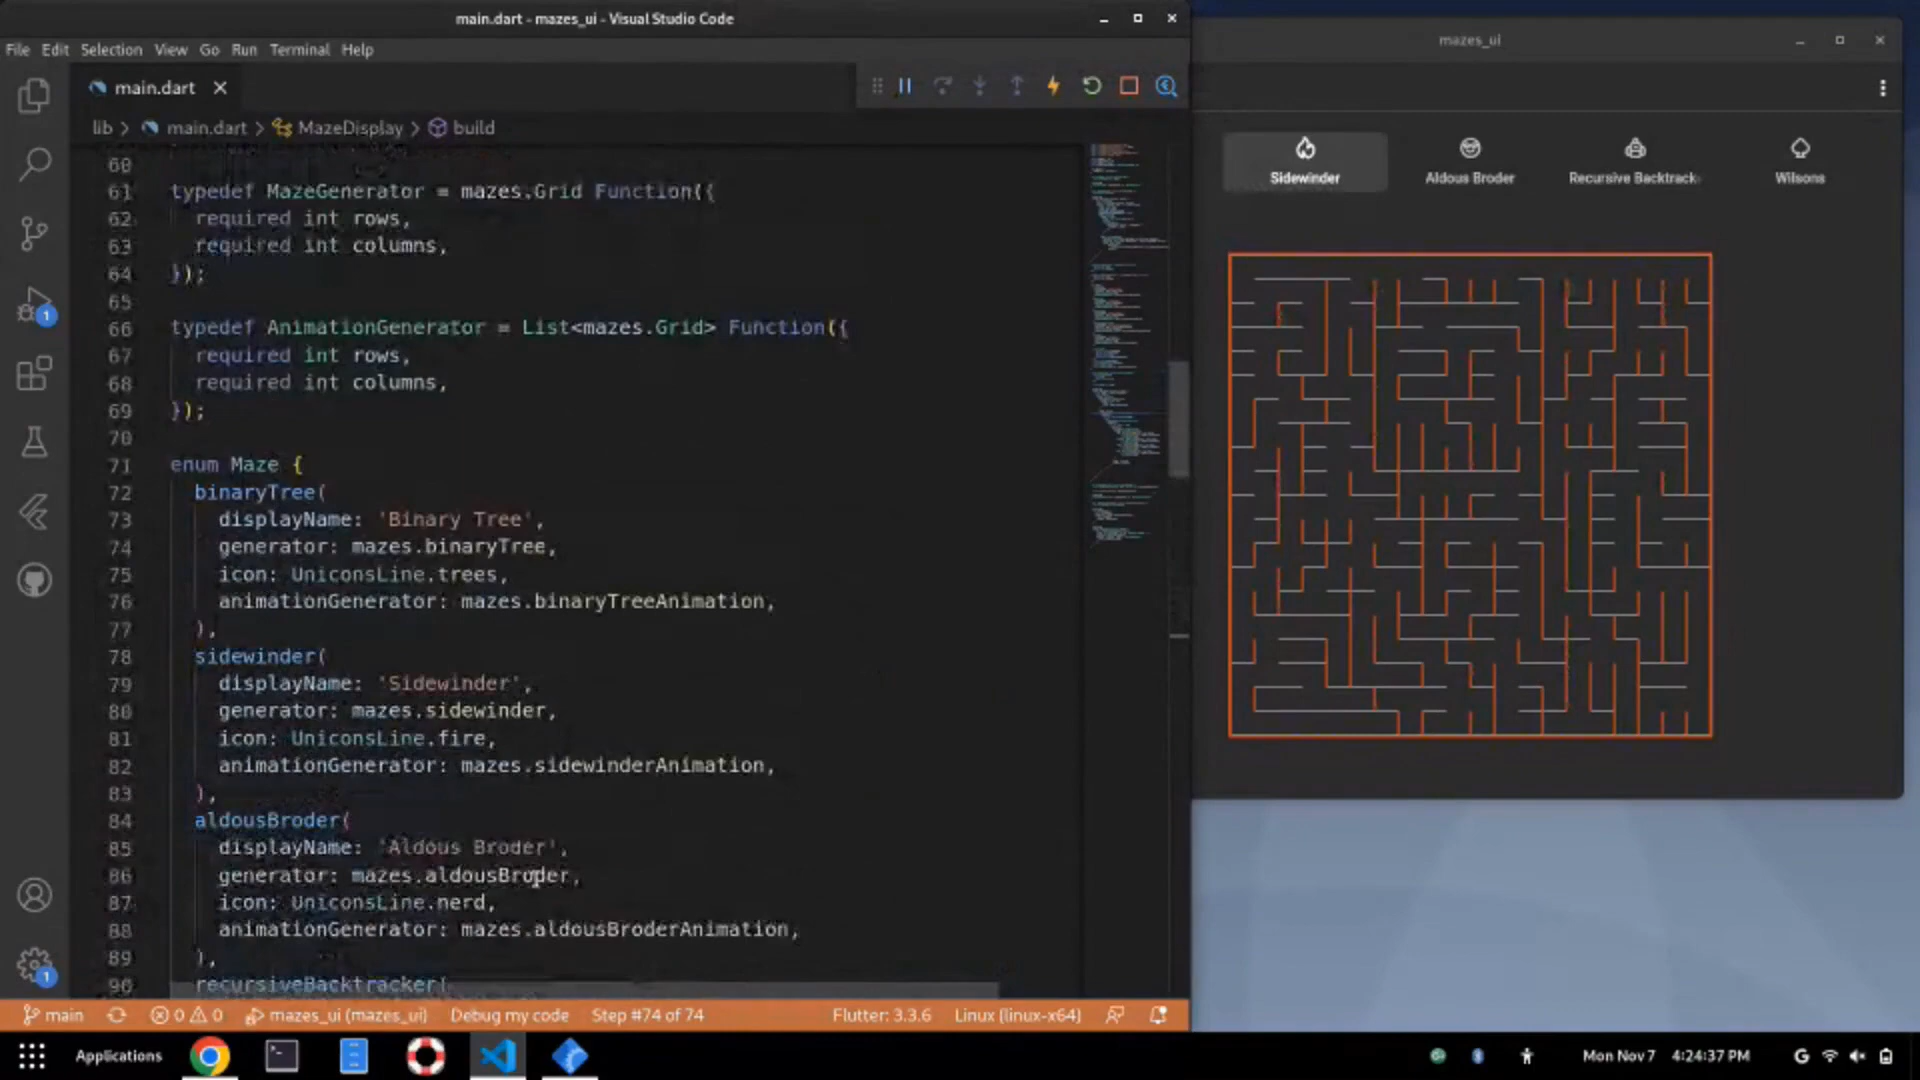 main.dart - mazes_ui - Visual Studio Code
File Edit Selection View Go Run Terminal Help
main.dart
lib > main.dart > MazeDisplay > build
60
61 typedef MazeGenerator = mazes.Grid Function({
62 required int rows,
63 required int columns,
64 });
65
66 typedef AnimationGenerator = List<mazes.Grid> Function({
67 required int rows,
68 required int columns,
69 });
70
71 enum Maze {
72 binaryTree(
73 displayName: 'Binary Tree',
74 generator: mazes.binaryTree,
75 icon: UniconsLine.trees,
76 animationGenerator: mazes.binaryTreeAnimation,
77 ),
78 sidewinder(
79 displayName: 'Sidewinder',
80 generator: mazes.sidewinder,
81 icon: UniconsLine.fire,
82 animationGenerator: mazes.sidewinderAnimation,
83 ),
84 aldousBroder(
85 displayName: 'Aldous Broder',
86 generator: mazes.aldousBroder,
87 icon: UniconsLine.nerd,
88 animationGenerator: mazes.aldousBroderAnimation,
89 ),
90 recursiveBacktracker(
1
1
main 0 0 mazes_ui (mazes_ui) Debug my code Step #74 of 74 Flutter: 3.3.6 Linux (linux-x64)
mazes_ui
Sidewinder Aldous Broder Recursive Backtrack Wilsons
Applications Mon Nov 7 4:24:37 PM G